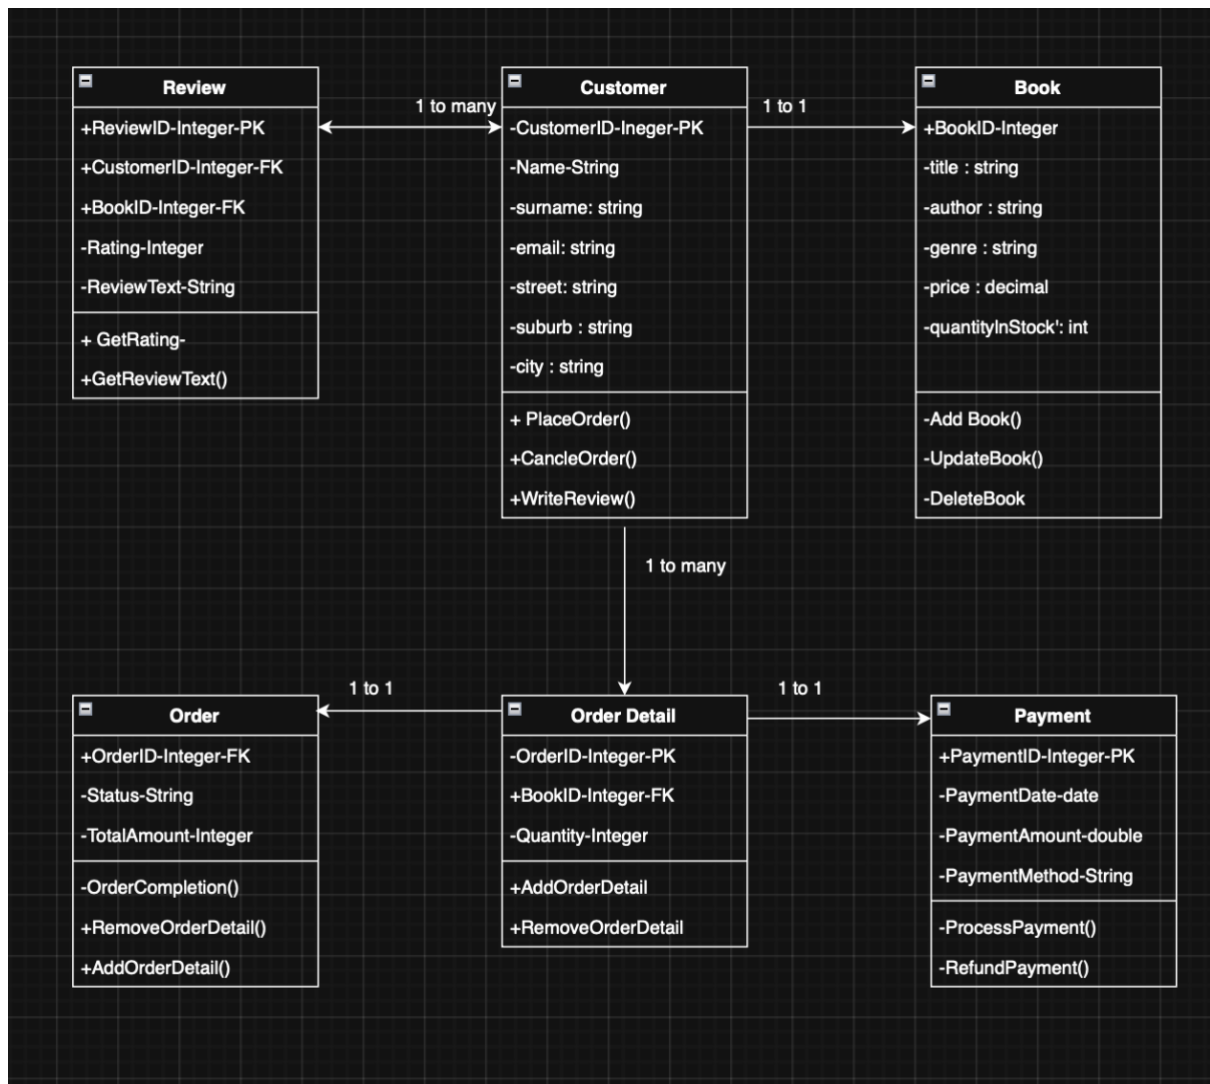 Review
+ReviewID-Integer-PK
+CustomerID-Integer-FK
+BookID-Integer-FK
-Rating-Integer
-ReviewText-String
+ GetRating-
+GetReviewText()
1 to many
Customer
-CustomerID-Ineger-PK
-Name-String
-surname: string
-email: string
-street: string
-suburb : string
-city : string
+ PlaceOrder()
+CancleOrder()
+WriteReview()
1 to 1
Book
+BookID-Integer
-title : string
-author : string
-genre : string
-price : decimal
-quantityInStock': int
-Add Book()
-UpdateBook()
-DeleteBook
1 to many
Order
+OrderID-Integer-FK
-Status-String
-TotalAmount-Integer
-OrderCompletion()
+RemoveOrderDetail()
+AddOrderDetail()
1 to 1
Order Detail
-OrderID-Integer-PK
+BookID-Integer-FK
-Quantity-Integer
+AddOrderDetail
+RemoveOrderDetail
1 to 1
Payment
+PaymentID-Integer-PK
-PaymentDate-date
-PaymentAmount-double
-PaymentMethod-String
-ProcessPayment()
-RefundPayment()